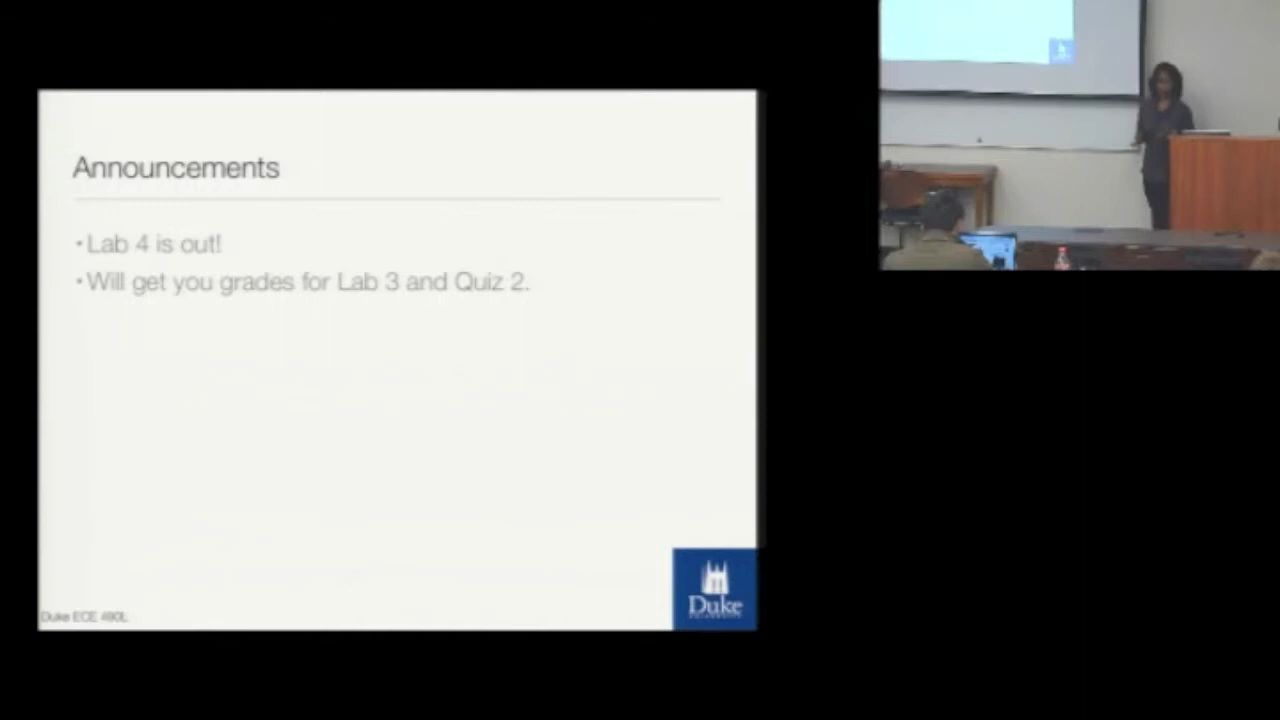 Announcements
•Lab 4 is out!
•Will get you grades for Lab 3 and Quiz 2.
Duke
UNIVERSITY
Duke ECE 490L